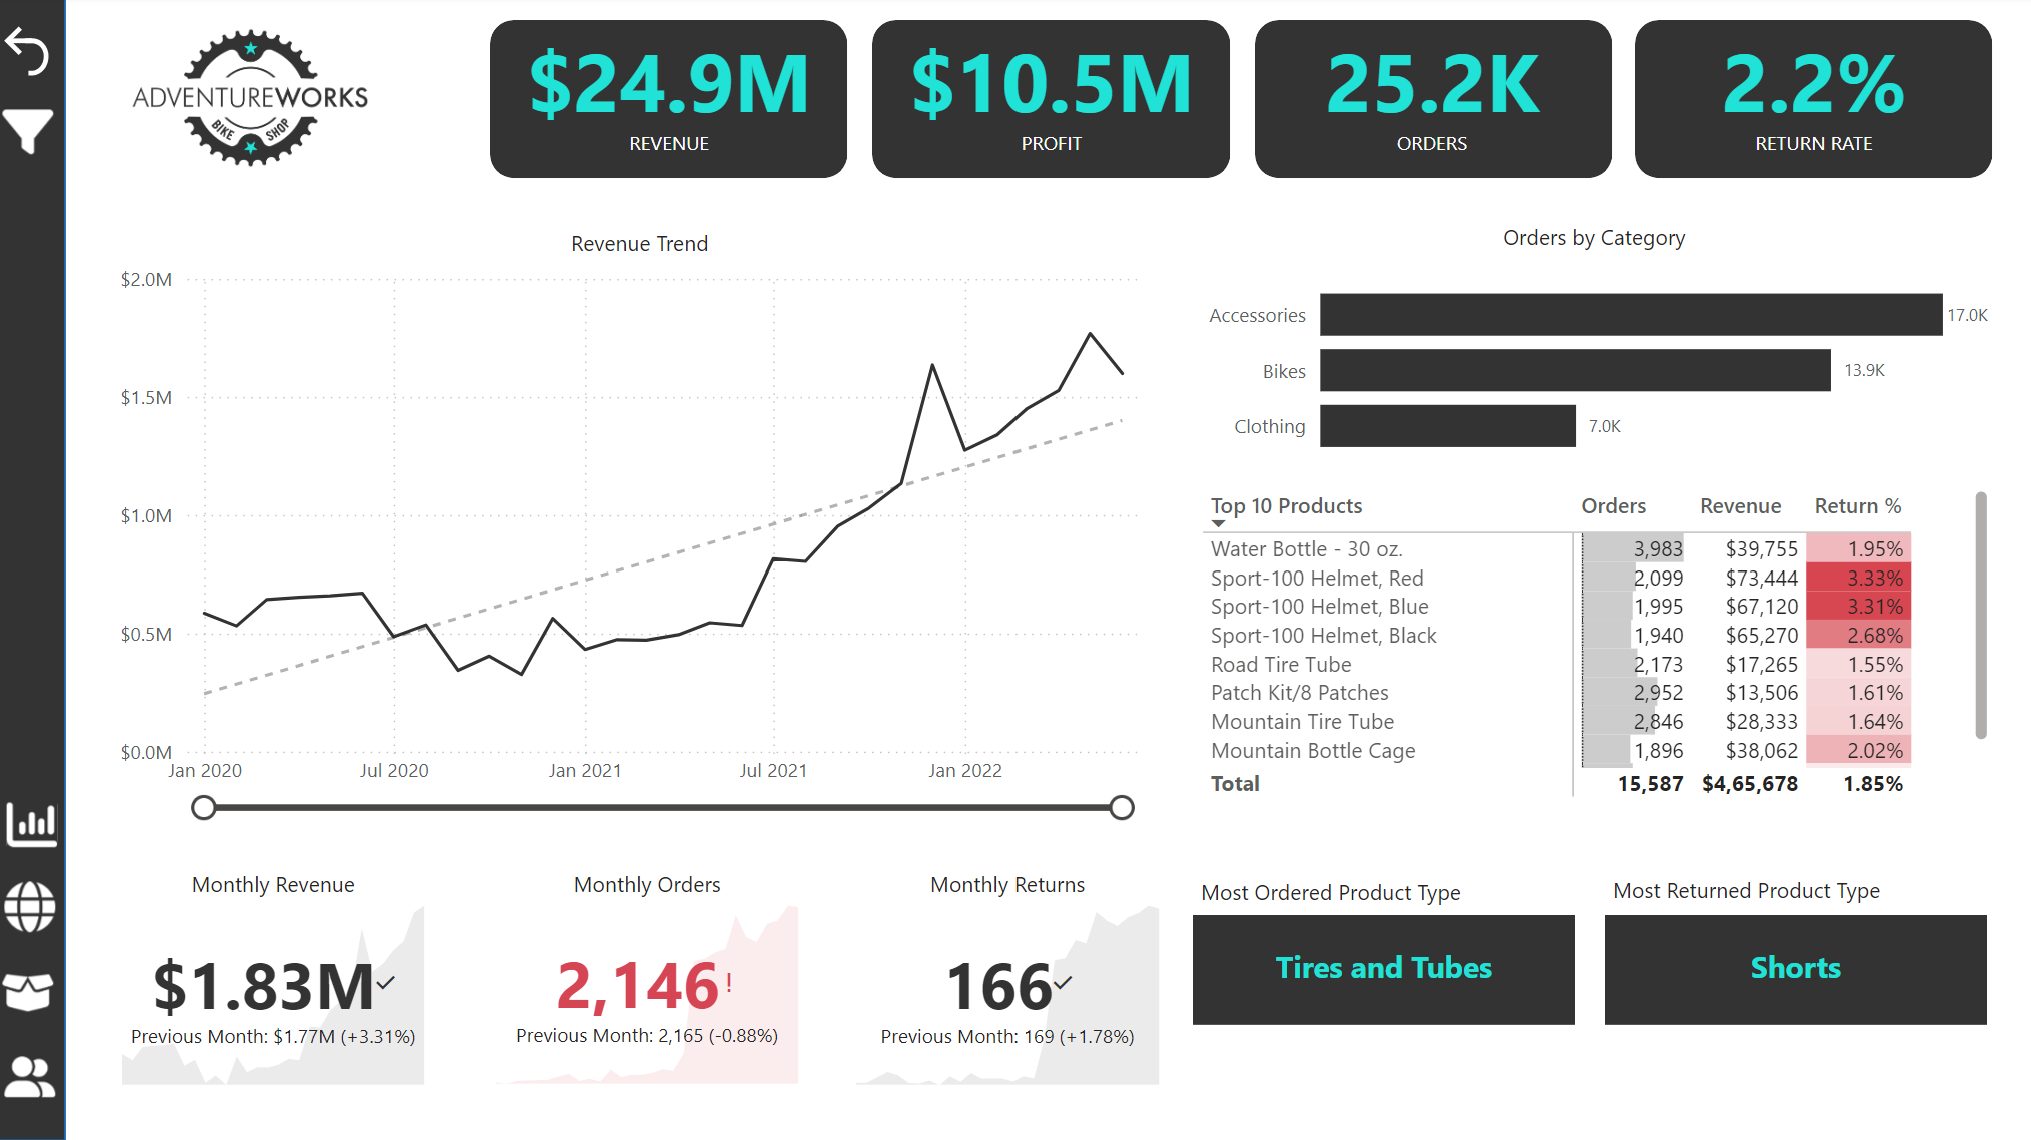 ADVENTUREWORKS
BIKE SHOP
$24.9M
REVENUE
$10.5M
PROFIT
25.2K
ORDERS
2.2%
RETURN RATE
Revenue Trend
$2.0M
$1.5M
$1.0M
$0.5M
$0.0M
Jan 2020 Jul 2020 Jan 2021 Jul 2021 Jan 2022
Orders by Category
Accessories 17.0K
Bikes 13.9K
Clothing 7.0K
Top 10 Products Orders Revenue Return %
Water Bottle - 30 oz. 3,983 $39,755 1.95%
Sport-100 Helmet, Red 2,099 $73,444 3.33%
Sport-100 Helmet, Blue 1,995 $67,120 3.31%
Sport-100 Helmet, Black 1,940 $65,270 2.68%
Road Tire Tube 2,173 $17,265 1.55%
Patch Kit/8 Patches 2,952 $13,506 1.61%
Mountain Tire Tube 2,846 $28,333 1.64%
Mountain Bottle Cage 1,896 $38,062 2.02%
Total 15,587 $4,65,678 1.85%
Monthly Revenue
$1.83M✓
Previous Month: $1.77M (+3.31%)
Monthly Orders
2,146!
Previous Month: 2,165 (-0.88%)
Monthly Returns
166✓
Previous Month: 169 (+1.78%)
Most Ordered Product Type
Tires and Tubes
Most Returned Product Type
Shorts